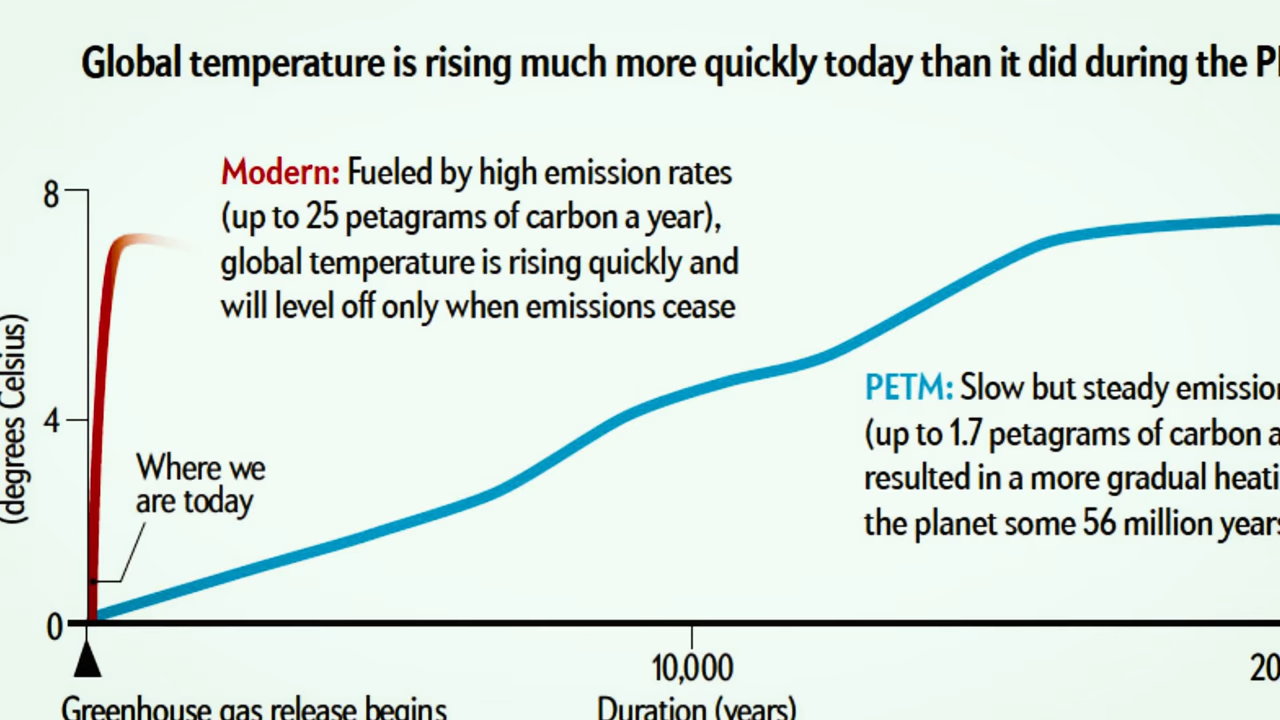 Global temperature is rising much more quickly today than it did during the
Modern: Fueled by high emission rates
(up to 25 petagrams of carbon a year),
global temperature is rising quickly and
will level off only when emissions cease
8
4
0
(degrees Celsius)
Where we
are today
PETM: Slow but steady
(up to 1.7 petagrams of carbon a
resulted in a more gradual
the planet some 56 million
10,000
Greenhouse gas release begins
Duration (years)